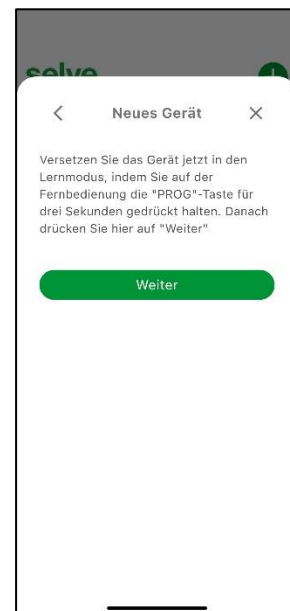 selve
Neues Gerät
Versetzen Sie das Gerät jetzt in den
Lernmodus, indem Sie auf der
Fernbedienung die "PROG"-Taste für
drei Sekunden gedrückt halten. Danach
drücken Sie hier auf "Weiter"
Weiter